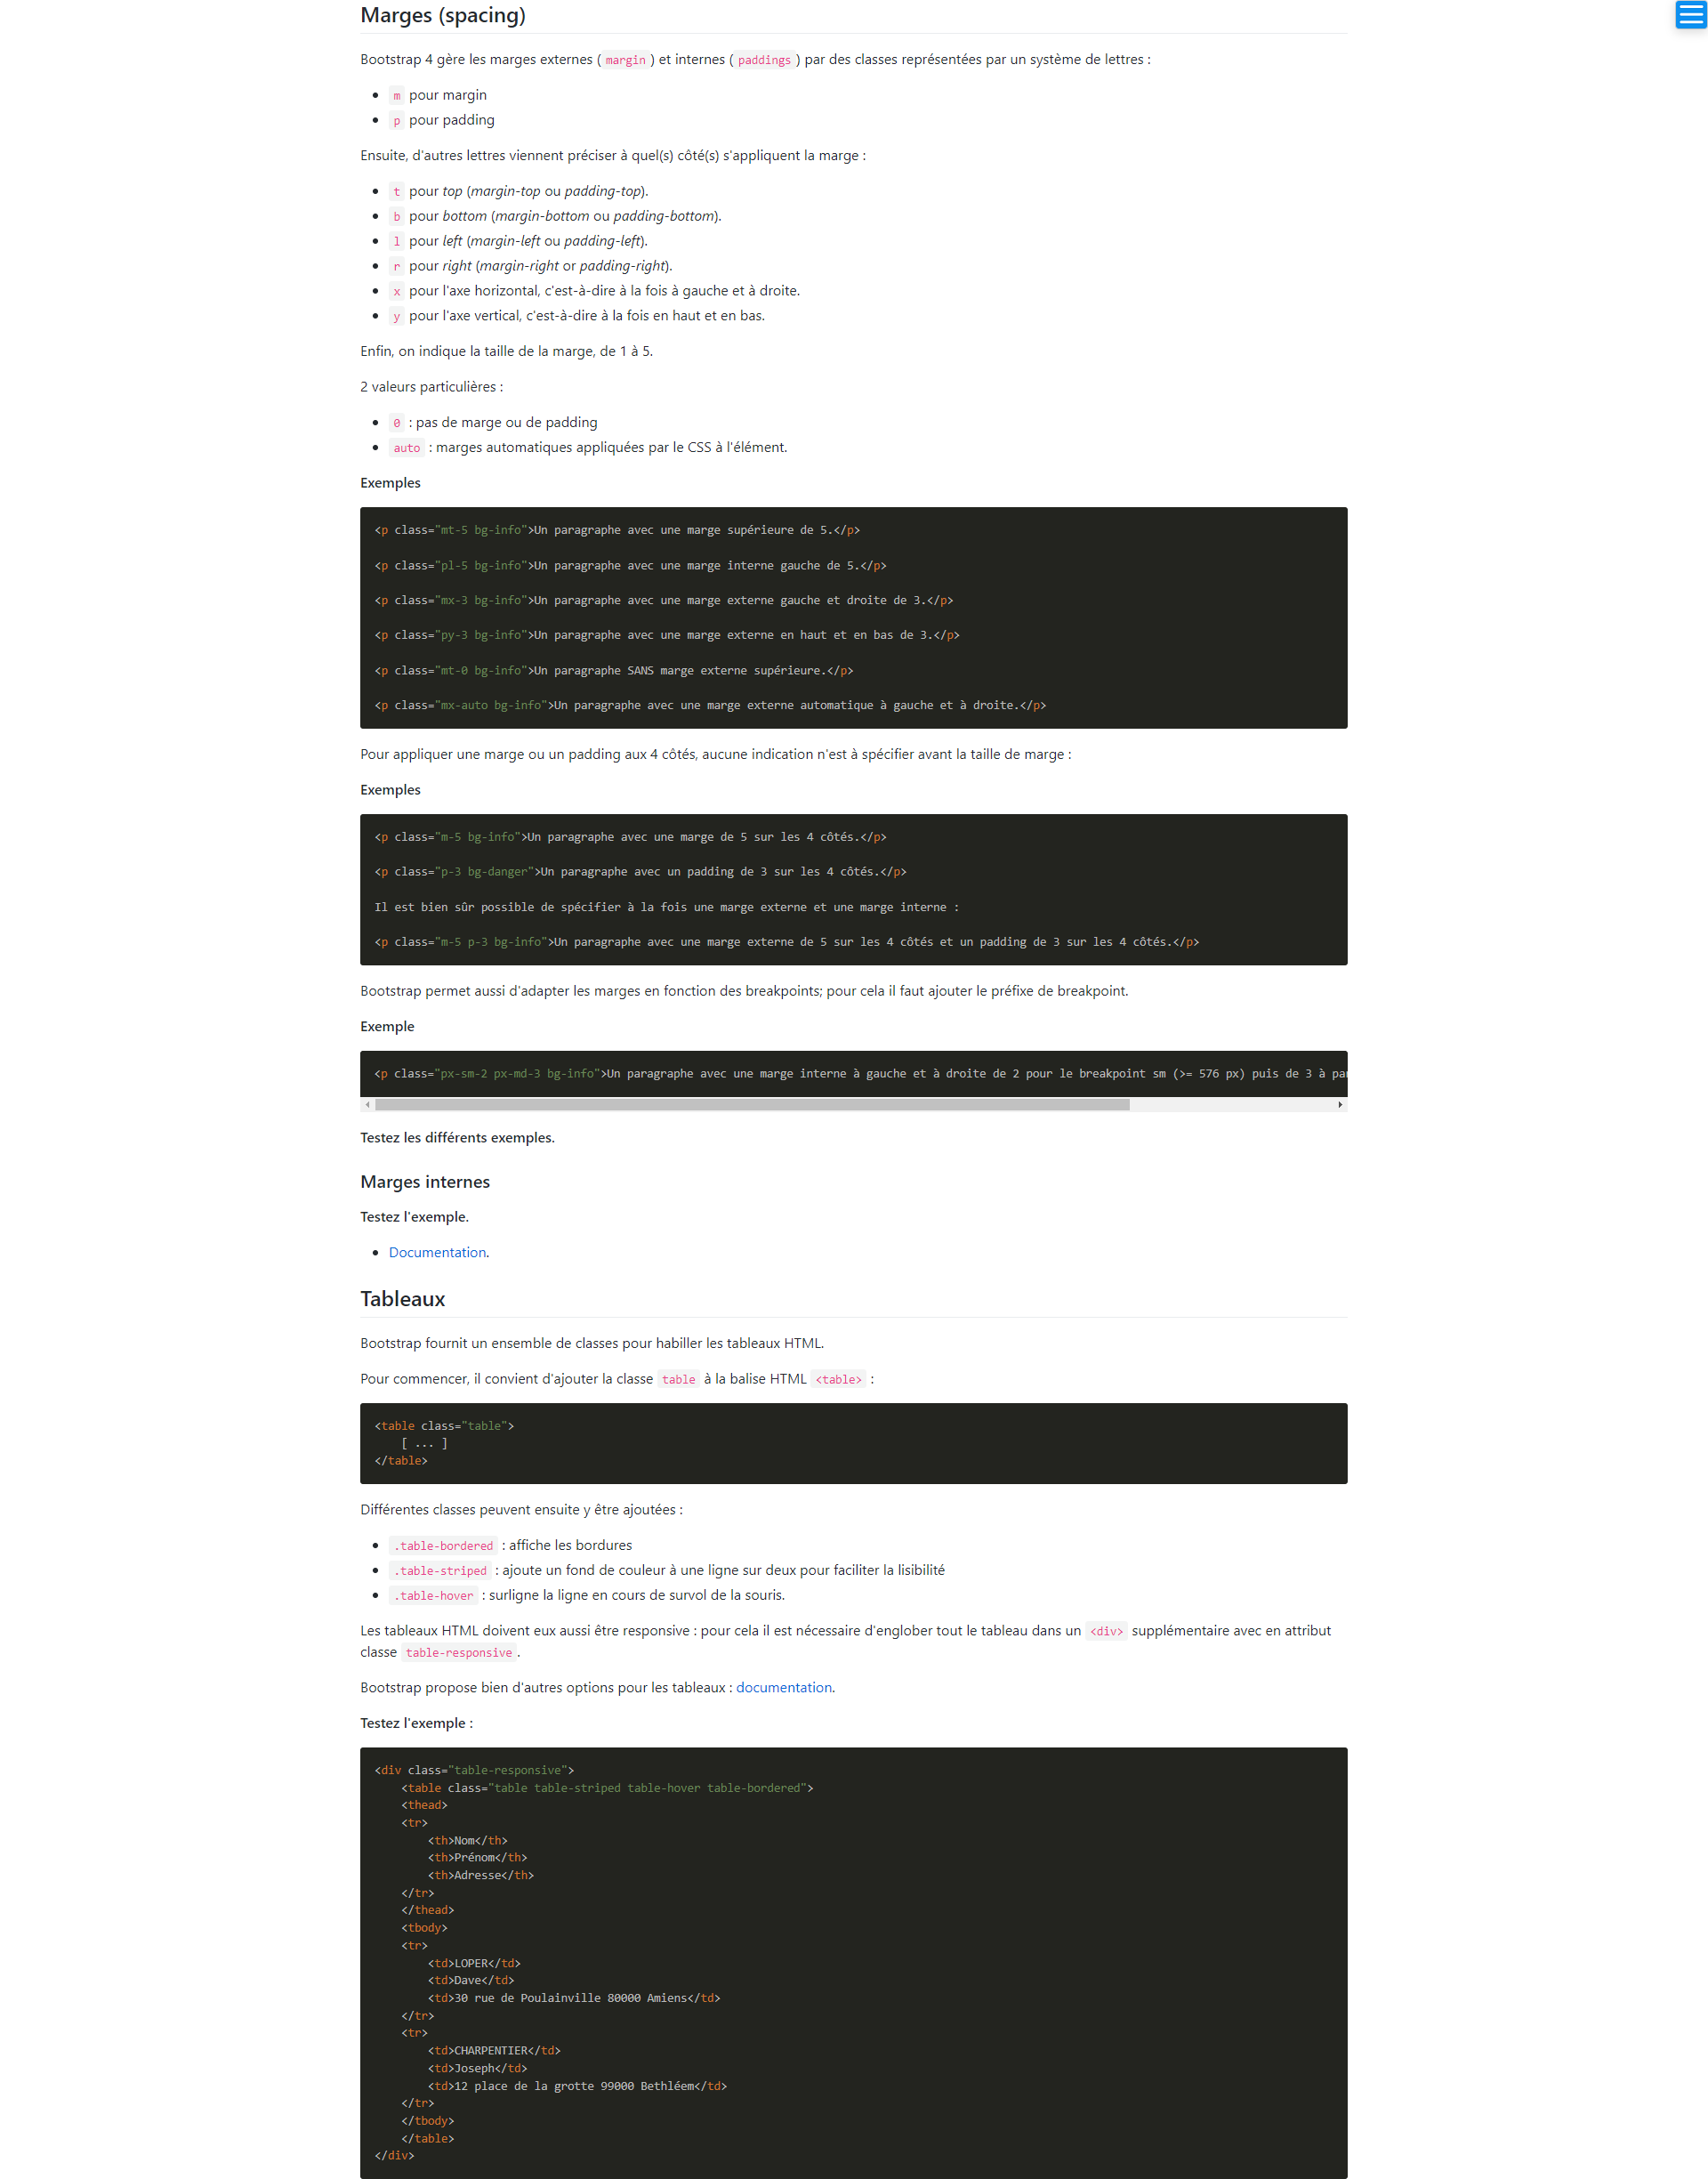 Marges (spacing)
Bootstrap 4 gère les marges externes ( margin ) et internes ( paddings ) par des classes représentées par un système de lettres :
m pour margin
p pour padding
Ensuite, d'autres lettres viennent préciser à quel(s) côté(s) s'appliquent la marge :
t pour top (margin-top ou padding-top).
b pour bottom (margin-bottom ou padding-bottom).
l pour left (margin-left ou padding-left).
r pour right (margin-right or padding-right).
x pour l'axe horizontal, c'est-à-dire à la fois à gauche et à droite.
y pour l'axe vertical, c'est-à-dire à la fois en haut et en bas.
Enfin, on indique la taille de la marge, de 1 à 5.
2 valeurs particulières :
0 : pas de marge ou de padding
auto : marges automatiques appliquées par le CSS à l'élément.
Exemples
<p class="mt-5 bg-info">Un paragraphe avec une marge supérieure de 5.</p>
<p class="pl-5 bg-info">Un paragraphe avec une marge interne gauche de 5.</p>
<p class="mx-3 bg-info">Un paragraphe avec une marge externe gauche et droite de 3.</p>
<p class="py-3 bg-info">Un paragraphe avec une marge externe en haut et en bas de 3.</p>
<p class="mt-0 bg-info">Un paragraphe SANS marge externe supérieure.</p>
<p class="mx-auto bg-info">Un paragraphe avec une marge externe automatique à gauche et à droite.</p>
Pour appliquer une marge ou un padding aux 4 côtés, aucune indication n'est à spécifier avant la taille de marge :
Exemples
<p class="m-5 bg-info">Un paragraphe avec une marge de 5 sur les 4 côtés.</p>
<p class="p-3 bg-danger">Un paragraphe avec un padding de 3 sur les 4 côtés.</p>
Il est bien sûr possible de spécifier à la fois une marge externe et une marge interne :
<p class="m-5 p-3 bg-info">Un paragraphe avec une marge externe de 5 sur les 4 côtés et un padding de 3 sur les 4 côtés.</p>
Bootstrap permet aussi d'adapter les marges en fonction des breakpoints; pour cela il faut ajouter le préfixe de breakpoint.
Exemple
<p class="px-sm-2 px-md-3 bg-info">Un paragraphe avec une marge interne à gauche et à droite de 2 pour le breakpoint sm (>= 576 px) puis de 3 à
Testez les différents exemples.
Marges internes
Testez l'exemple.
Documentation.
Tableaux
Bootstrap fournit un ensemble de classes pour habiller les tableaux HTML.
Pour commencer, il convient d'ajouter la classe table à la balise HTML <table> :
<table class="table">
[ ... ]
</table>
Différentes classes peuvent ensuite y être ajoutées :
.table-bordered : affiche les bordures
.table-striped : ajoute un fond de couleur à une ligne sur deux pour faciliter la lisibilité
.table-hover : surligne la ligne en cours de survol de la souris.
Les tableaux HTML doivent eux aussi être responsive : pour cela il est nécessaire d'englober tout le tableau dans un <div> supplémentaire avec en attribut
classe table-responsive .
Bootstrap propose bien d'autres options pour les tableaux : documentation.
Testez l'exemple :
<div class="table-responsive">
<table class="table table-striped table-hover table-bordered">
<thead>
<tr>
<th>Nom</th>
<th>Prénom</th>
<th>Adresse</th>
</tr>
</thead>
<tbody>
<tr>
<td>LOPER</td>
<td>Dave</td>
<td>30 rue de Poulainville 80000 Amiens</td>
</tr>
<tr>
<td>CHARPENTIER</td>
<td>Joseph</td>
<td>12 place de la grotte 99000 Bethléem</td>
</tr>
</tbody>
</table>
</div>